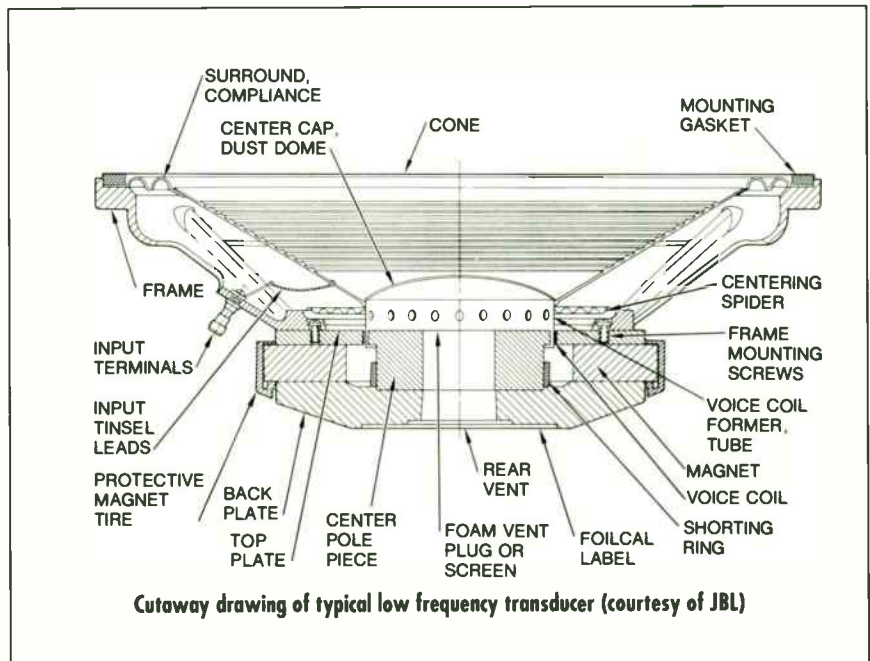 SURROUND,
COMPLIANCE
CENTER CAP,
DUST DOME
CONE
MOUNTING
GASKET
FRAME
INPUT
TERMINALS
INPUT
TINSEL
LEADS
PROTECTIVE
MAGNET
TIRE
BACK
PLATE
TOP
PLATE
CENTER
POLE
PIECE
FOAM VENT
PLUG OR
SCREEN
REAR
VENT
FOILCAL
LABEL
CENTERING
SPIDER
FRAME
MOUNTING
SCREWS
VOICE COIL
FORMER,
TUBE
MAGNET
VOICE COIL
SHORTING
RING
Cutaway drawing of typical low frequency transducer (courtesy of JBL)